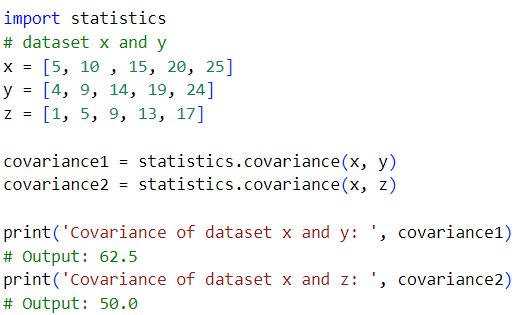 import statistics
# dataset x and y
x = [5, 10 , 15, 20, 25]
y = [4, 9, 14, 19, 24]
z = [1, 5, 9, 13, 17]
covariance1 = statistics.covariance(x, y)
covariance2 = statistics.covariance(x, z)
print('Covariance of dataset x and y: ', covariance1)
# Output: 62.5
print('Covariance of dataset x and z: ', covariance2)
# Output: 50.0